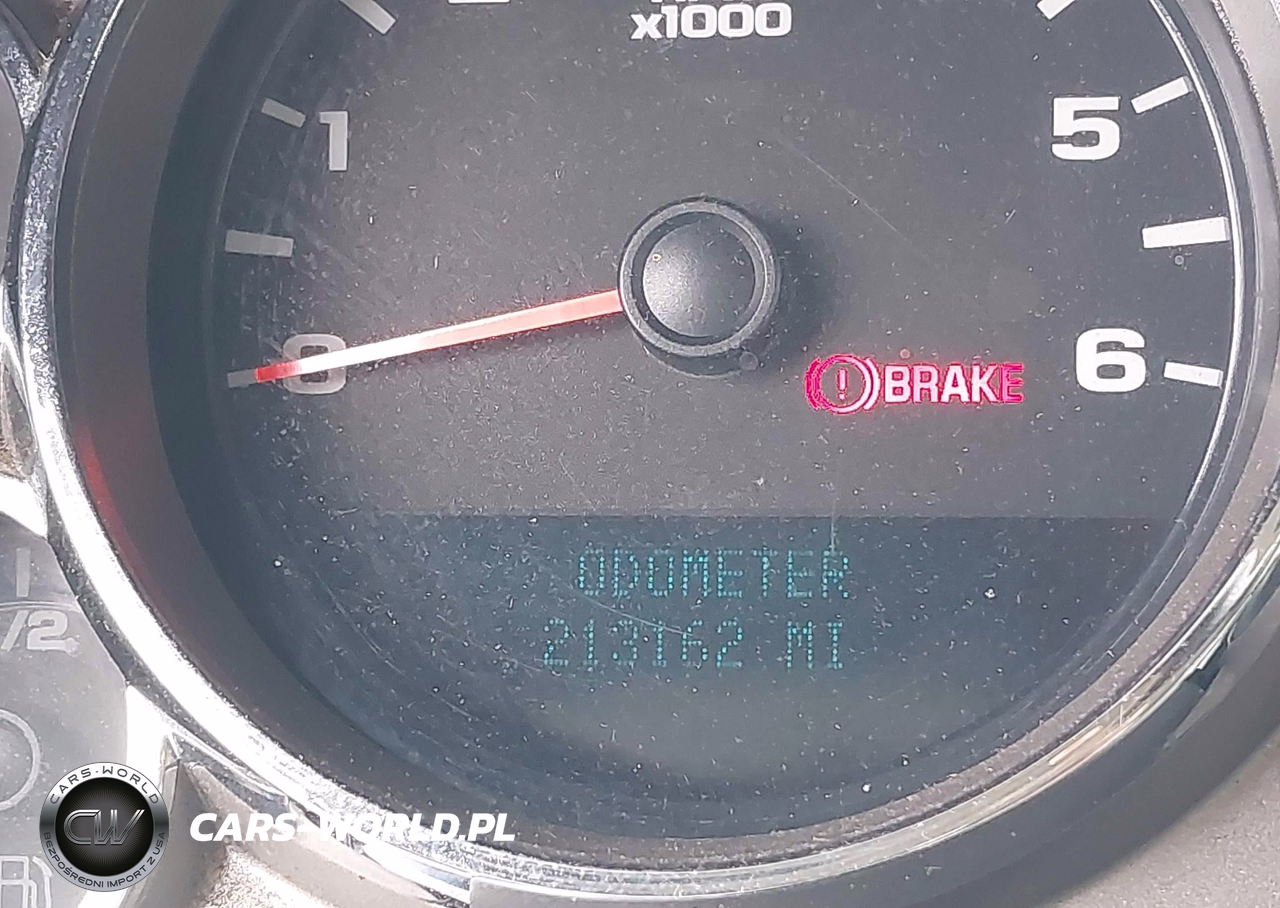 x1000
1
5
0
6
BRAKE
ODOMETER
213162 MI
1/2
CARS-WORLD
CW
BEZPOŚREDNI IMPORT Z USA
CARS-WORLD.PL